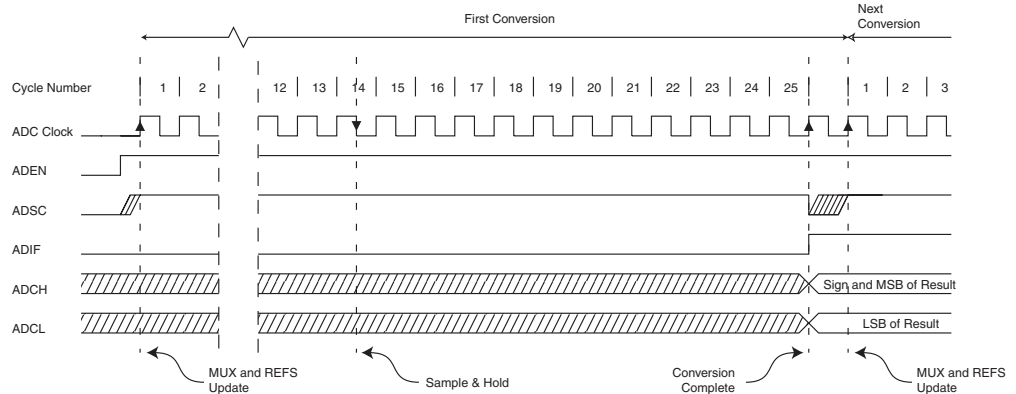 First Conversion
Next
Conversion
Cycle Number 1 2 12 13 14 15 16 17 18 19 20 21 22 23 24 25 1 2 3
ADC Clock
ADEN
ADSC
ADIF
ADCH Sign and MSB of Result
ADCL LSB of Result
MUX and REFS
Update
Sample & Hold
Conversion
Complete
MUX and REFS
Update